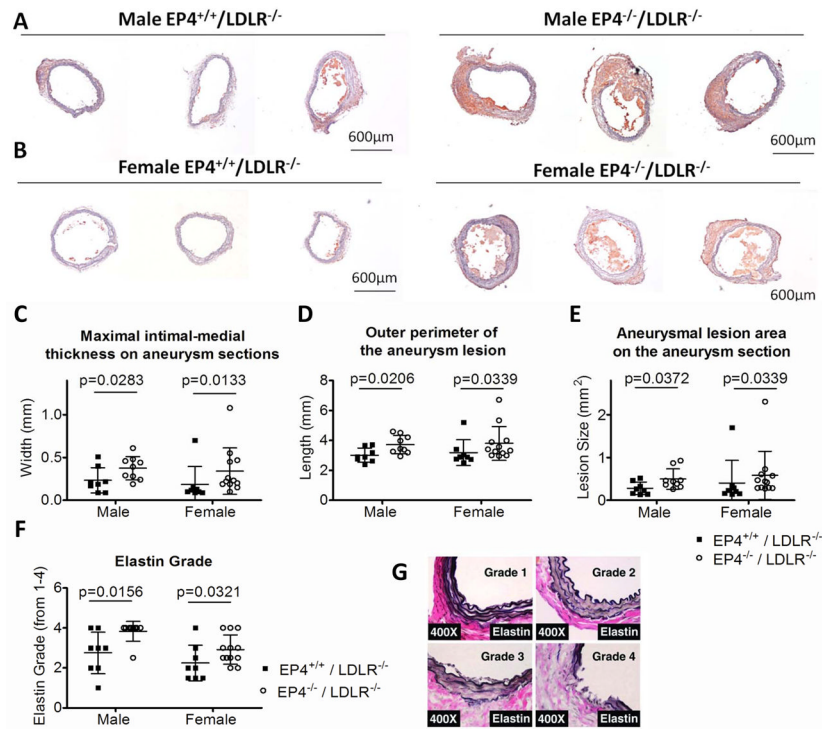 A
Male EP4+/+/LDLR-/-
Male EP4-/-/LDLR-/-
600μm
600μm
B
Female EP4+/+/LDLR-/-
Female EP4-/-/LDLR-/-
600μm
600μm
C
Maximal intimal-medial
thickness on aneurysm sections
p=0.0283
p=0.0133
Width (mm)
1.0
0.5
0.0
Male
Female
D
Outer perimeter of
the aneurysm lesion
p=0.0206
p=0.0339
Length (mm)
8
6
4
2
0
Male
Female
E
Aneurysmal lesion area
on the aneurysm section
p=0.0372
p=0.0339
Lesion Size (mm2)
2
1
0
Male
Female
EP4+/+ / LDLR-/-
EP4-/- / LDLR-/-
F
Elastin Grade
p=0.0156
p=0.0321
Elastin Grade (from 1-4)
6
4
2
0
Male
Female
EP4+/+ / LDLR-/-
EP4-/- / LDLR-/-
G
Grade 1
400X
Elastin
Grade 2
400X
Elastin
Grade 3
400X
Elastin
Grade 4
400X
Elastin